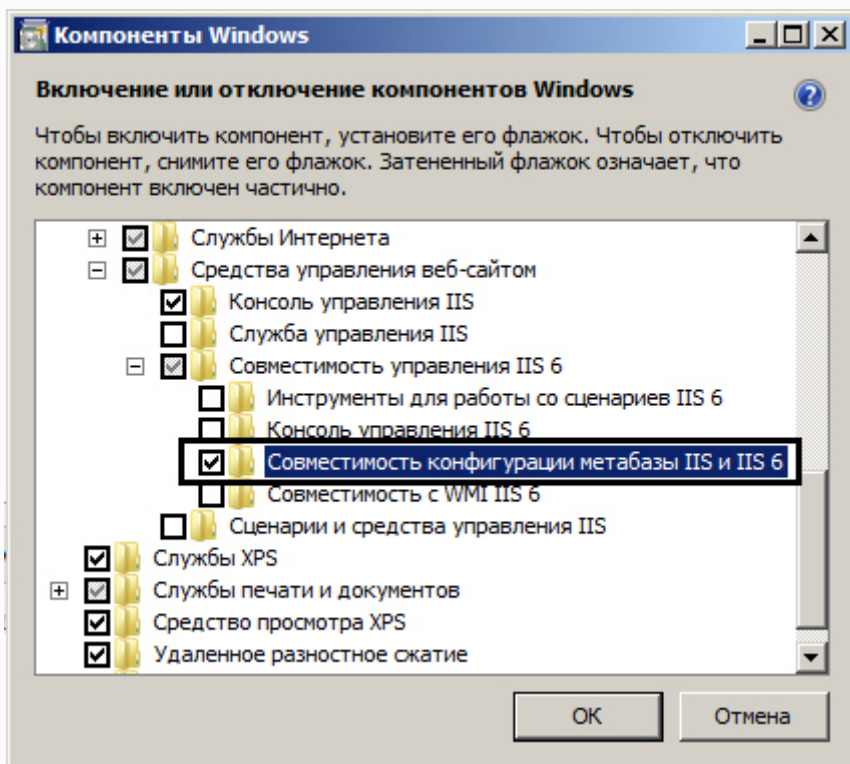 Компоненты Windows
Включение или отключение компонентов Windows
Чтобы включить компонент, установите его флажок. Чтобы отключить
компонент, снимите его флажок. Затененный флажок означает, что
компонент включен частично.
Службы Интернета
Средства управления веб-сайтом
Консоль управления IIS
Служба управления IIS
Совместимость управления IIS 6
Инструменты для работы со сценариев IIS 6
Консоль управления IIS 6
Совместимость конфигурации метабазы IIS и IIS 6
Совместимость с WMI IIS 6
Сценарии и средства управления IIS
Службы XPS
Службы печати и документов
Средство просмотра XPS
Удаленное разностное сжатие
ОК
Отмена